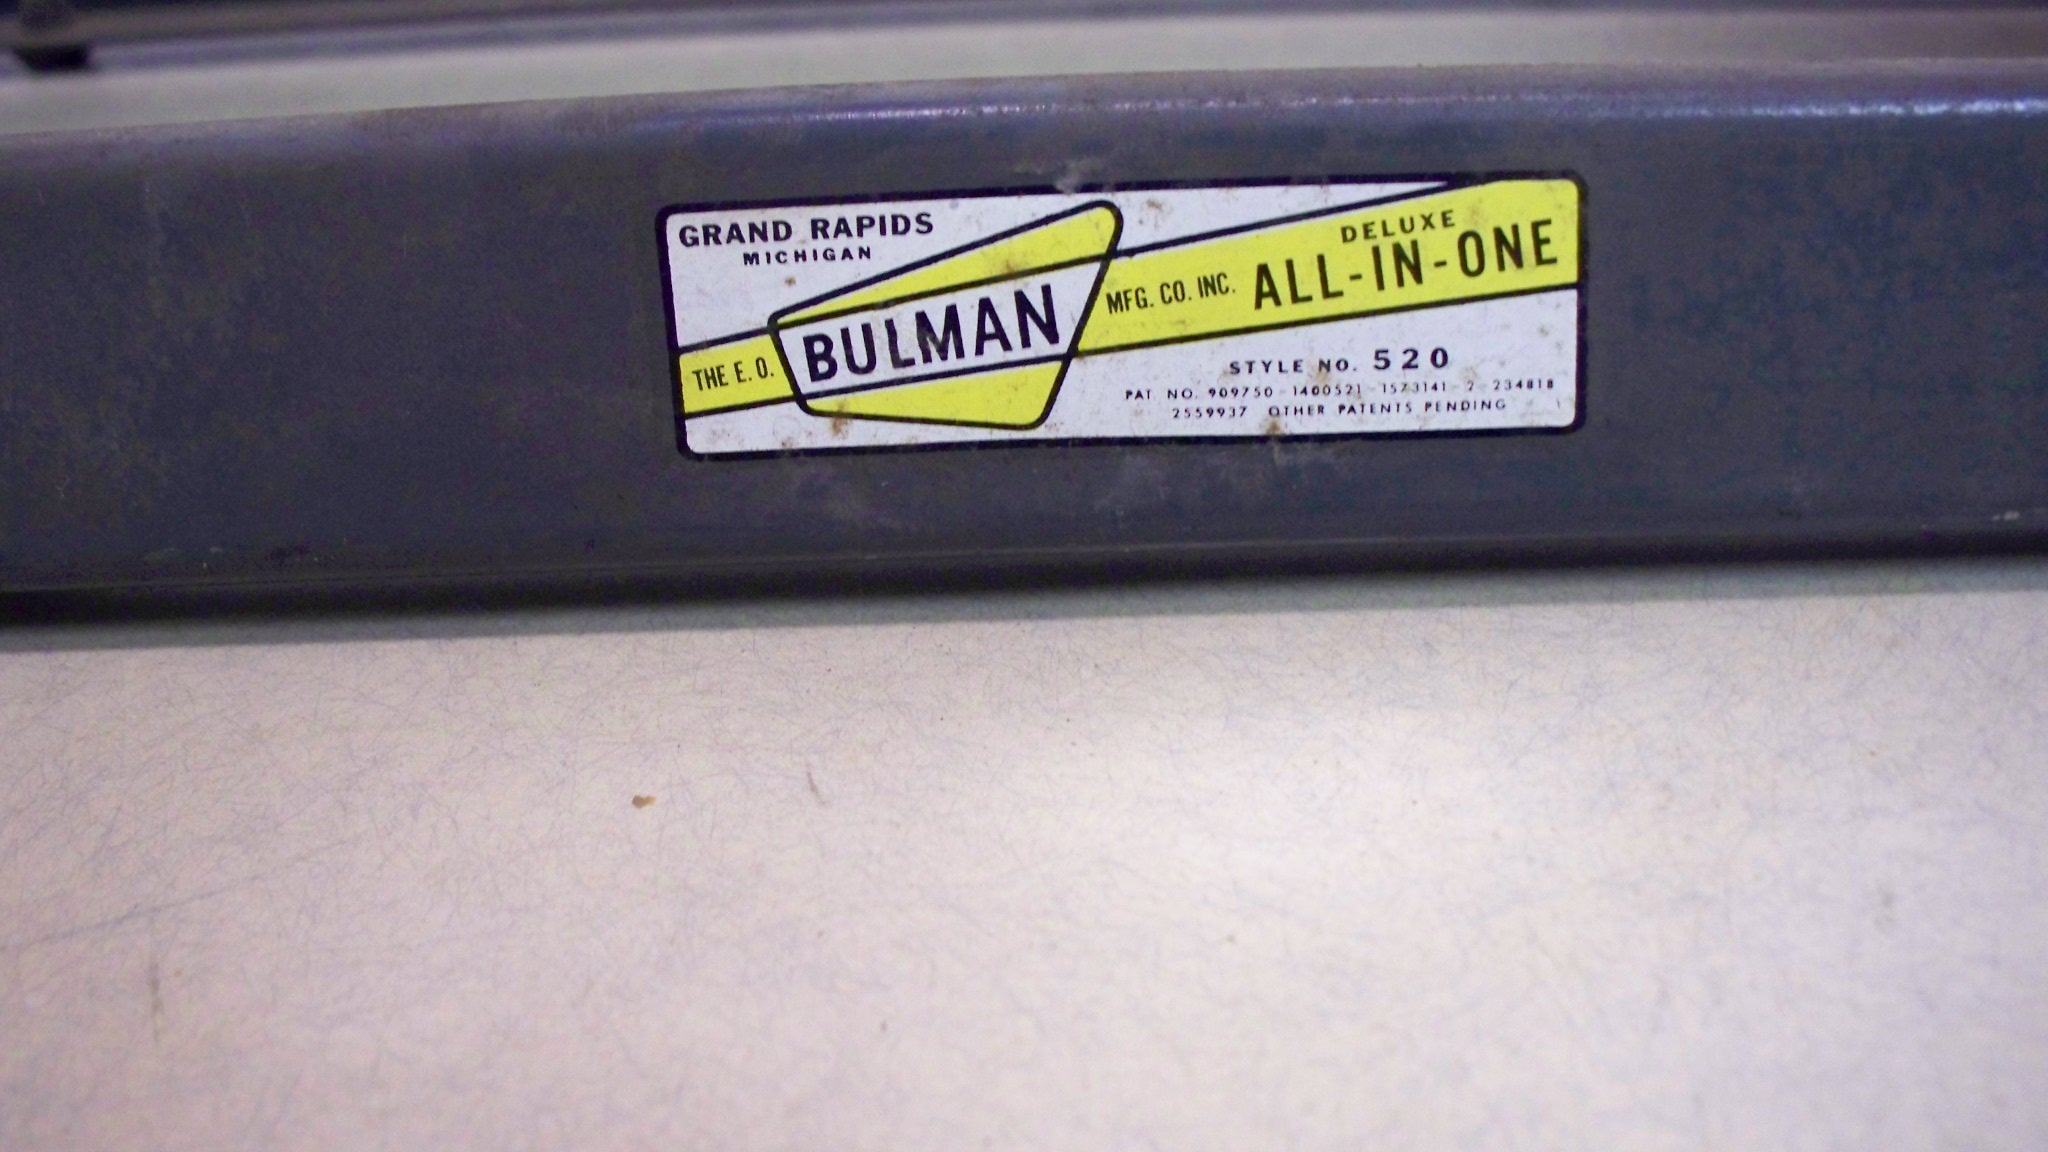 GRAND RAPIDS
MICHIGAN
THE E. O. BULMAN MFG. CO. INC.
DELUXE
ALL-IN-ONE
STYLE NO. 520
PAT. NO. 909750 - 1400521 - 1573141 - 2 - 234818
2559937 OTHER PATENTS PENDING